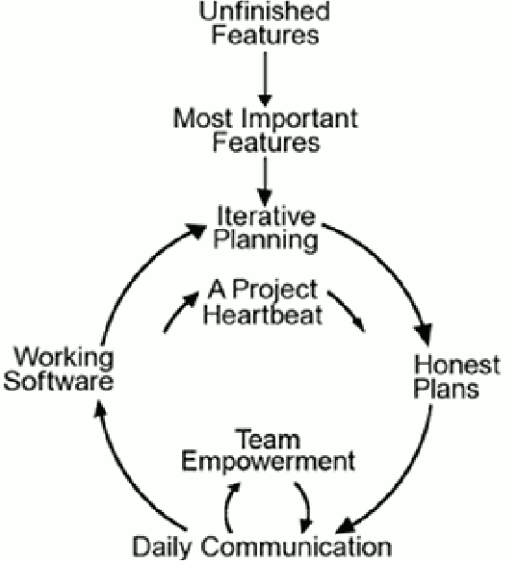 Unfinished
Features
Most Important
Features
Iterative
Planning
A Project
Heartbeat
Working
Software
Honest
Plans
Team
Empowerment
Daily Communication